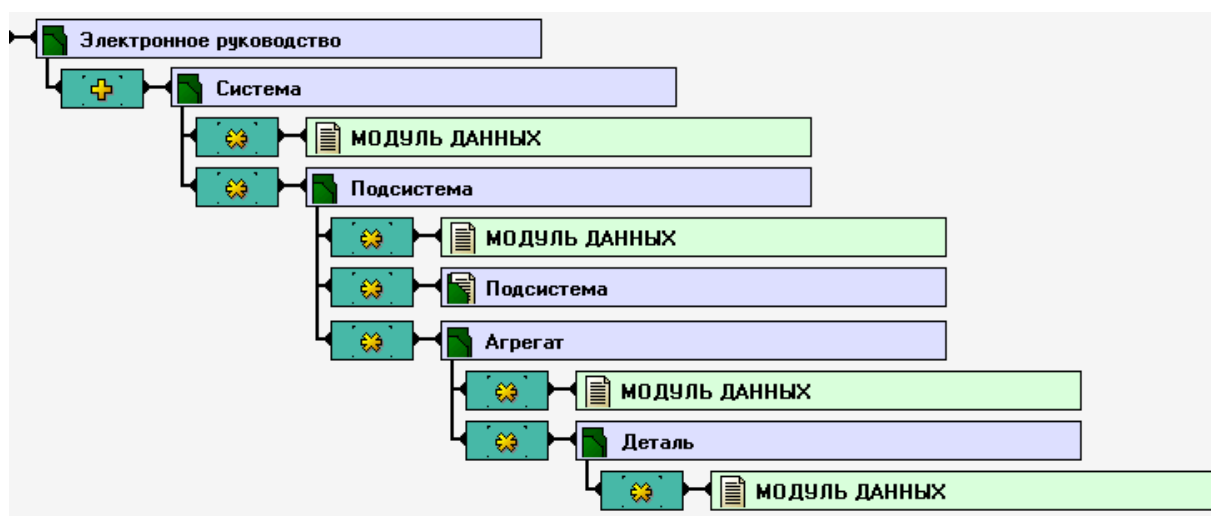 Электронное руководство
Система
МОДУЛЬ ДАННЫХ
Подсистема
МОДУЛЬ ДАННЫХ
Подсистема
Агрегат
МОДУЛЬ ДАННЫХ
Деталь
МОДУЛЬ ДАННЫХ